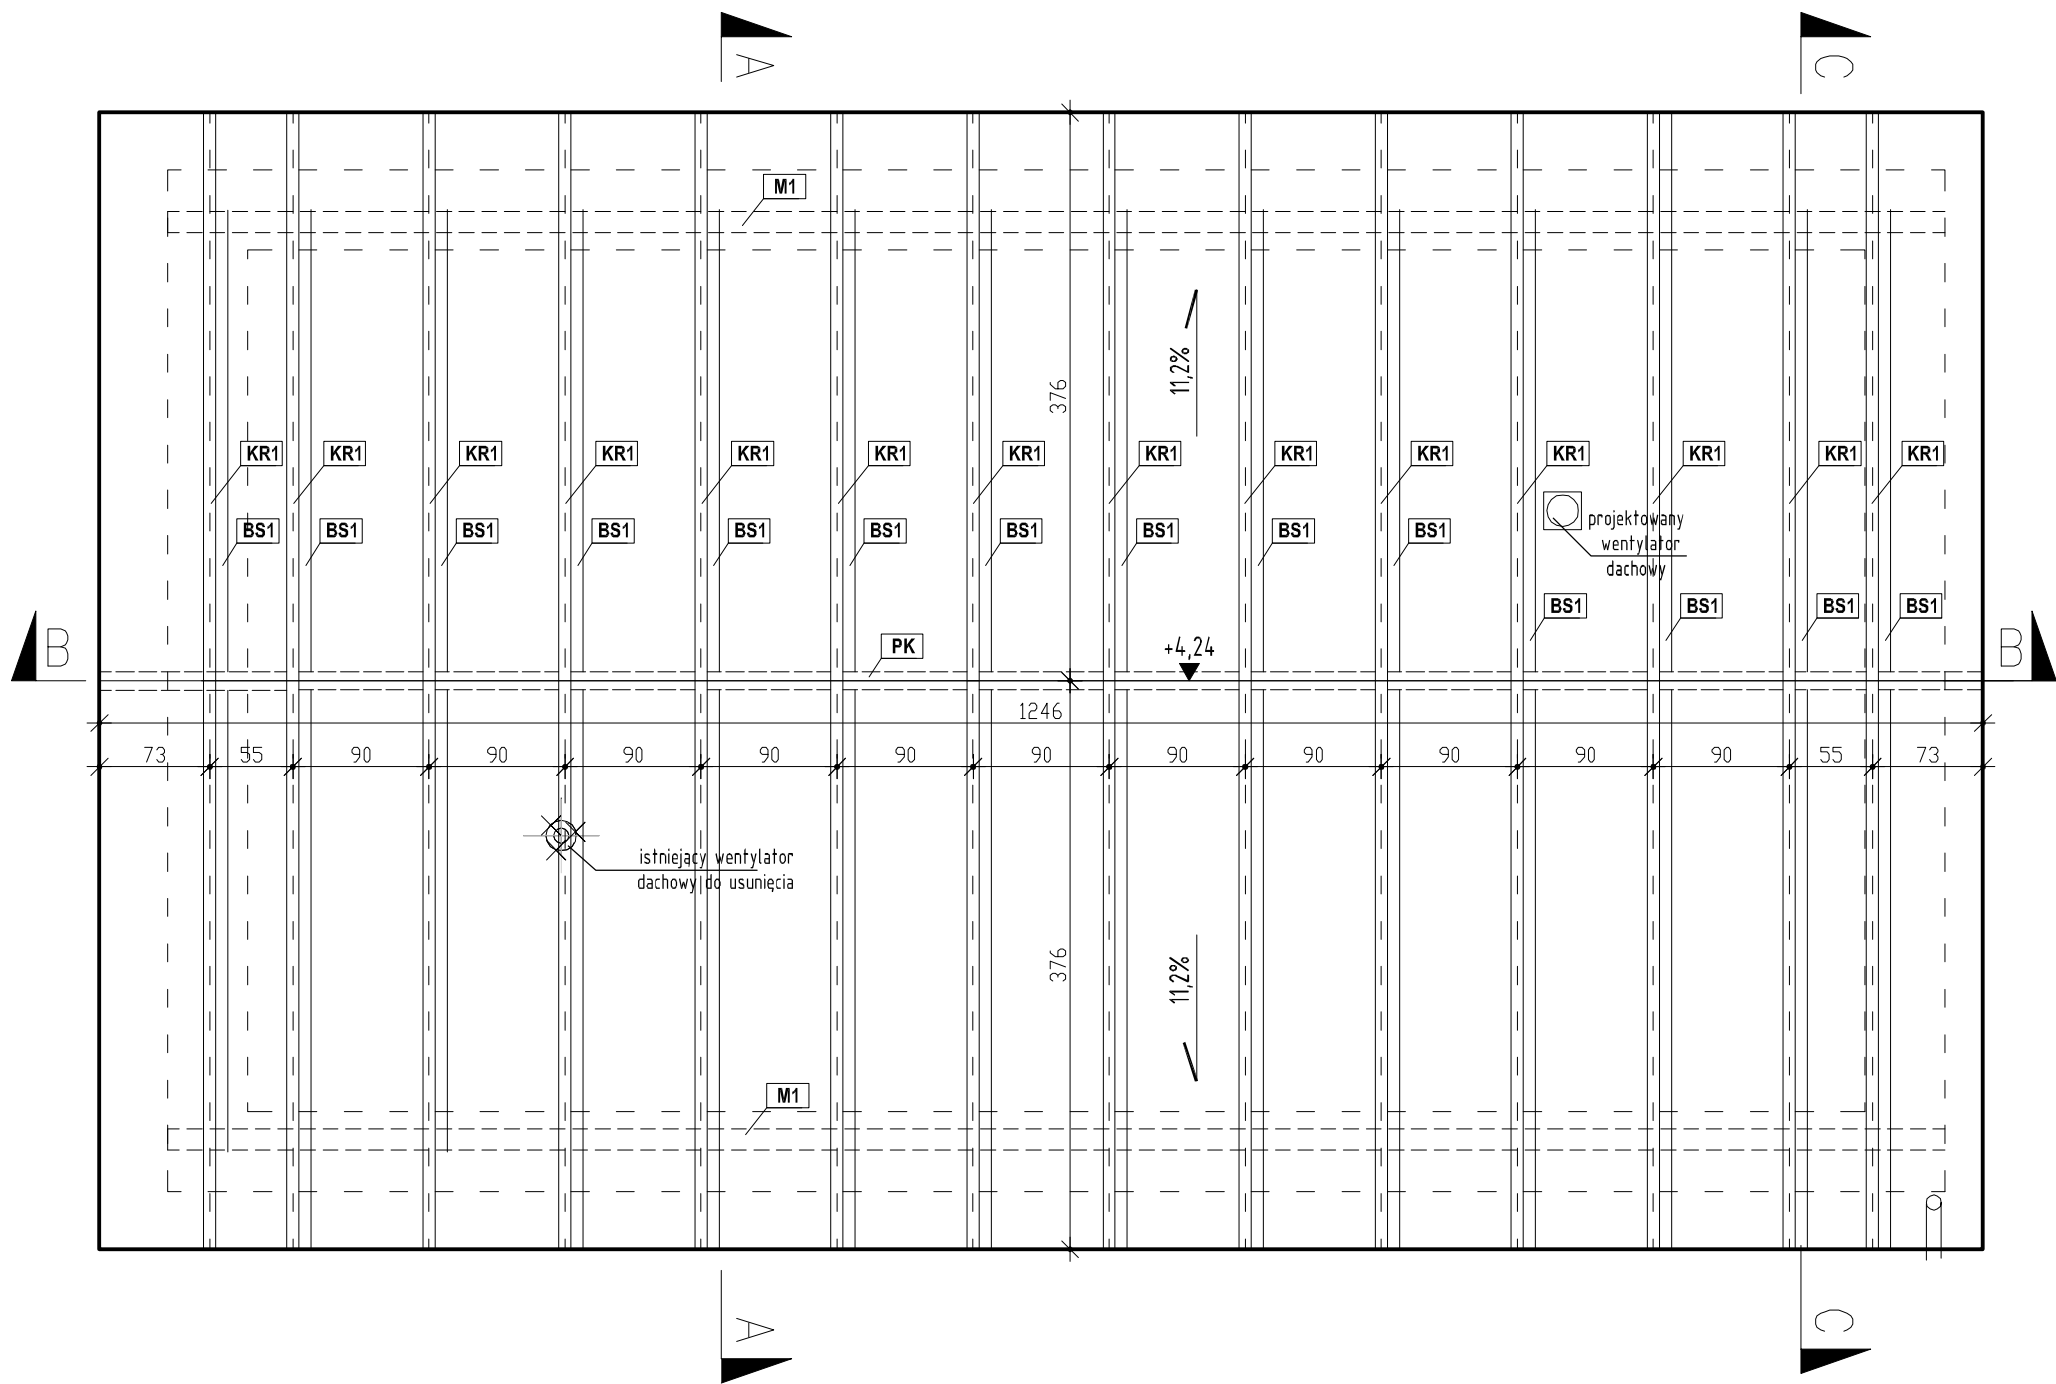 A
C
M1
376
11,2%
KR1 KR1 KR1 KR1 KR1 KR1 KR1 KR1 KR1 KR1 KR1 KR1 KR1 KR1
BS1 BS1 BS1 BS1 BS1 BS1 BS1 BS1 BS1 BS1
projektowany
wentylator
dachowy
BS1 BS1 BS1 BS1
B
PK
+4,24
B
1246
73 55 90 90 90 90 90 90 90 90 90 90 90 55 73
istniejący wentylator
dachowy do usunięcia
376
11,2%
M1
A
C